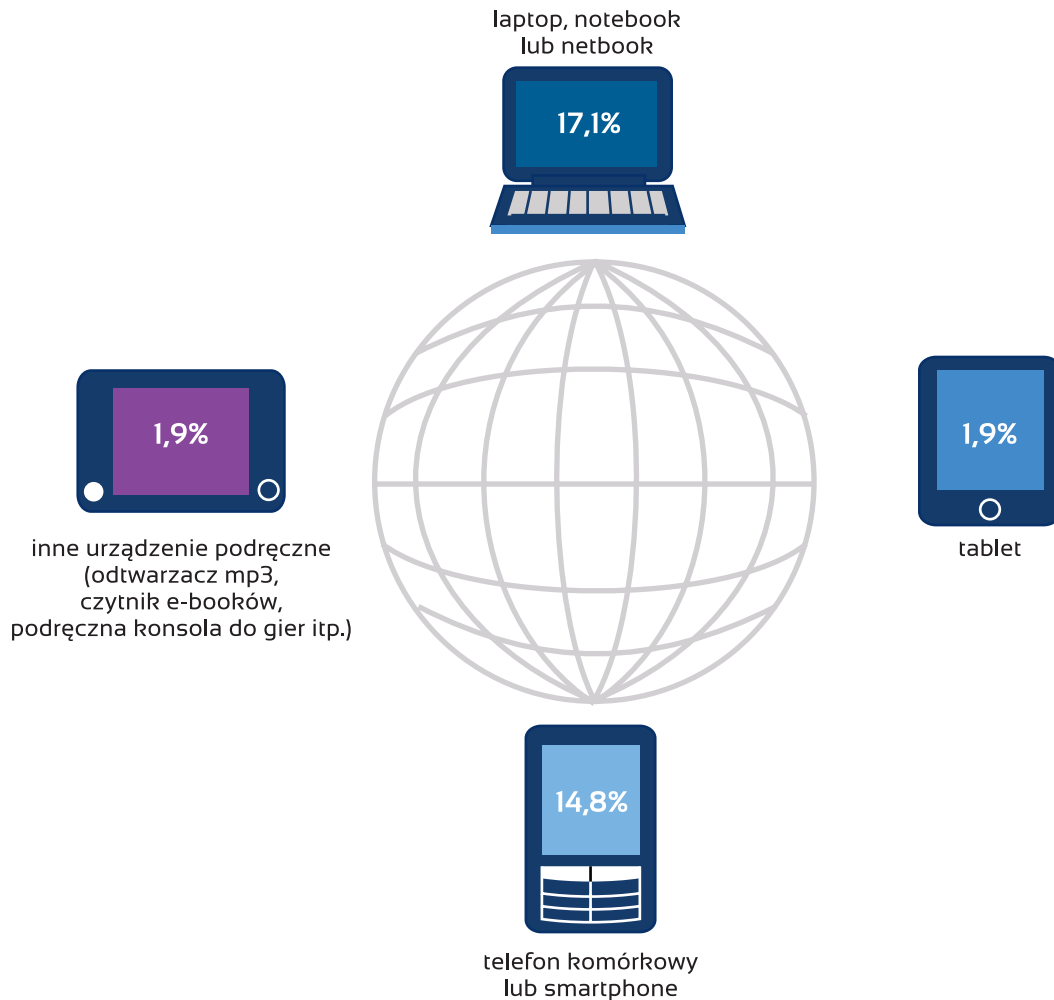 laptop, notebook
lub netbook
17,1%
1,9%
inne urządzenie podręczne
(odtwarzacz mp3,
czytnik e-booków,
podręczna konsola do gier itp.)
1,9%
tablet
14,8%
telefon komórkowy
lub smartphone